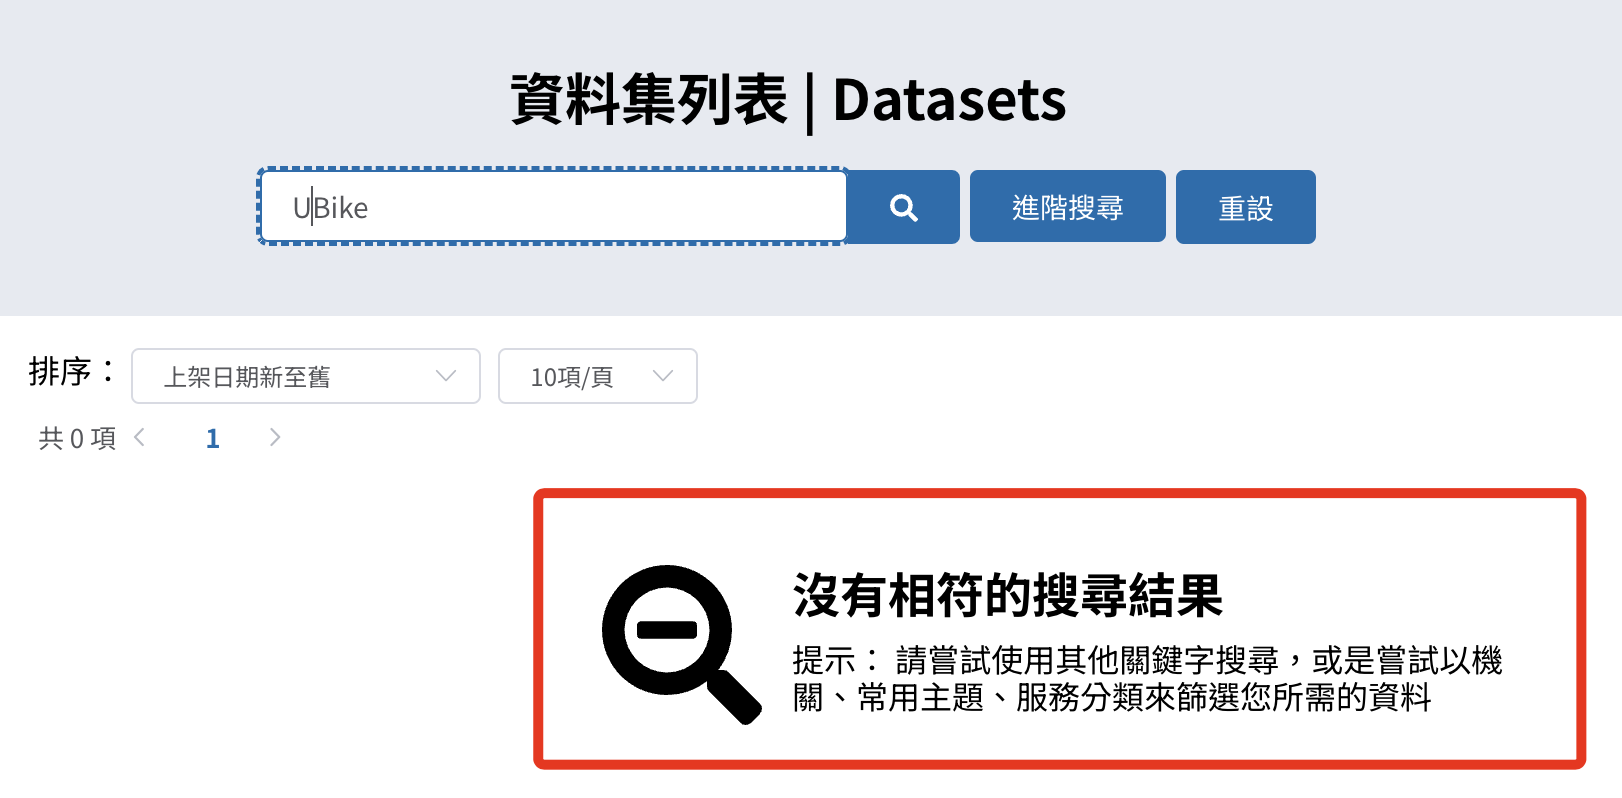 資料集列表 | Datasets
UBike
進階搜尋
重設
排序：
上架日期新至舊
10項/頁
共 0 項
1
沒有相符的搜尋結果
提示： 請嘗試使用其他關鍵字搜尋，或是嘗試以機
關、常用主題、服務分類來篩選您所需的資料